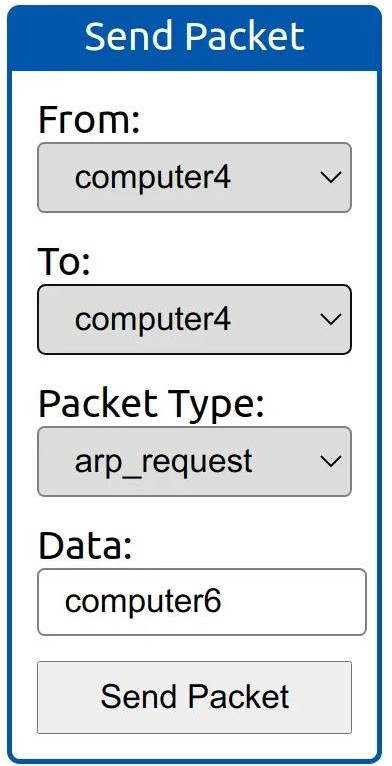 Send Packet
From:
computer4
To:
computer4
Packet Type:
arp_request
Data:
computer6
Send Packet